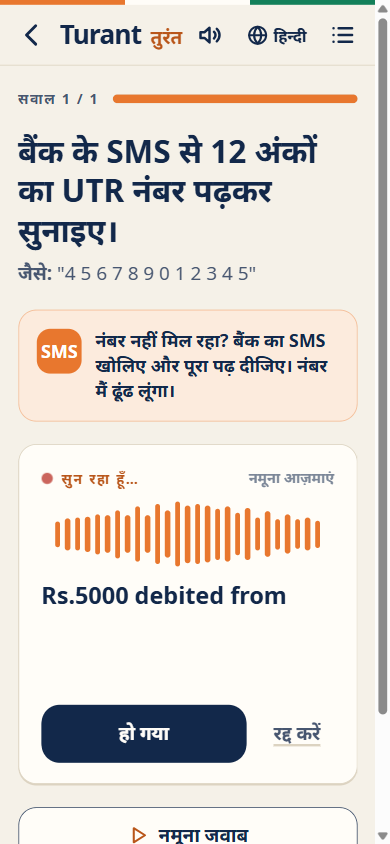 Turant तुरंत
हिन्दी
सवाल 1 / 1
बैंक के SMS से 12 अंकों
का UTR नंबर पढ़कर
सुनाइए।
जैसे: "4 5 6 7 8 9 0 1 2 3 4 5"
SMS
नंबर नहीं मिल रहा? बैंक का SMS
खोलिए और पूरा पढ़ दीजिए। नंबर
मैं ढूंढ लूंगा।
सुन रहा हूँ...
नमूना आज़माएं
Rs.5000 debited from
हो गया
रद्द करें
नमूना जवाब